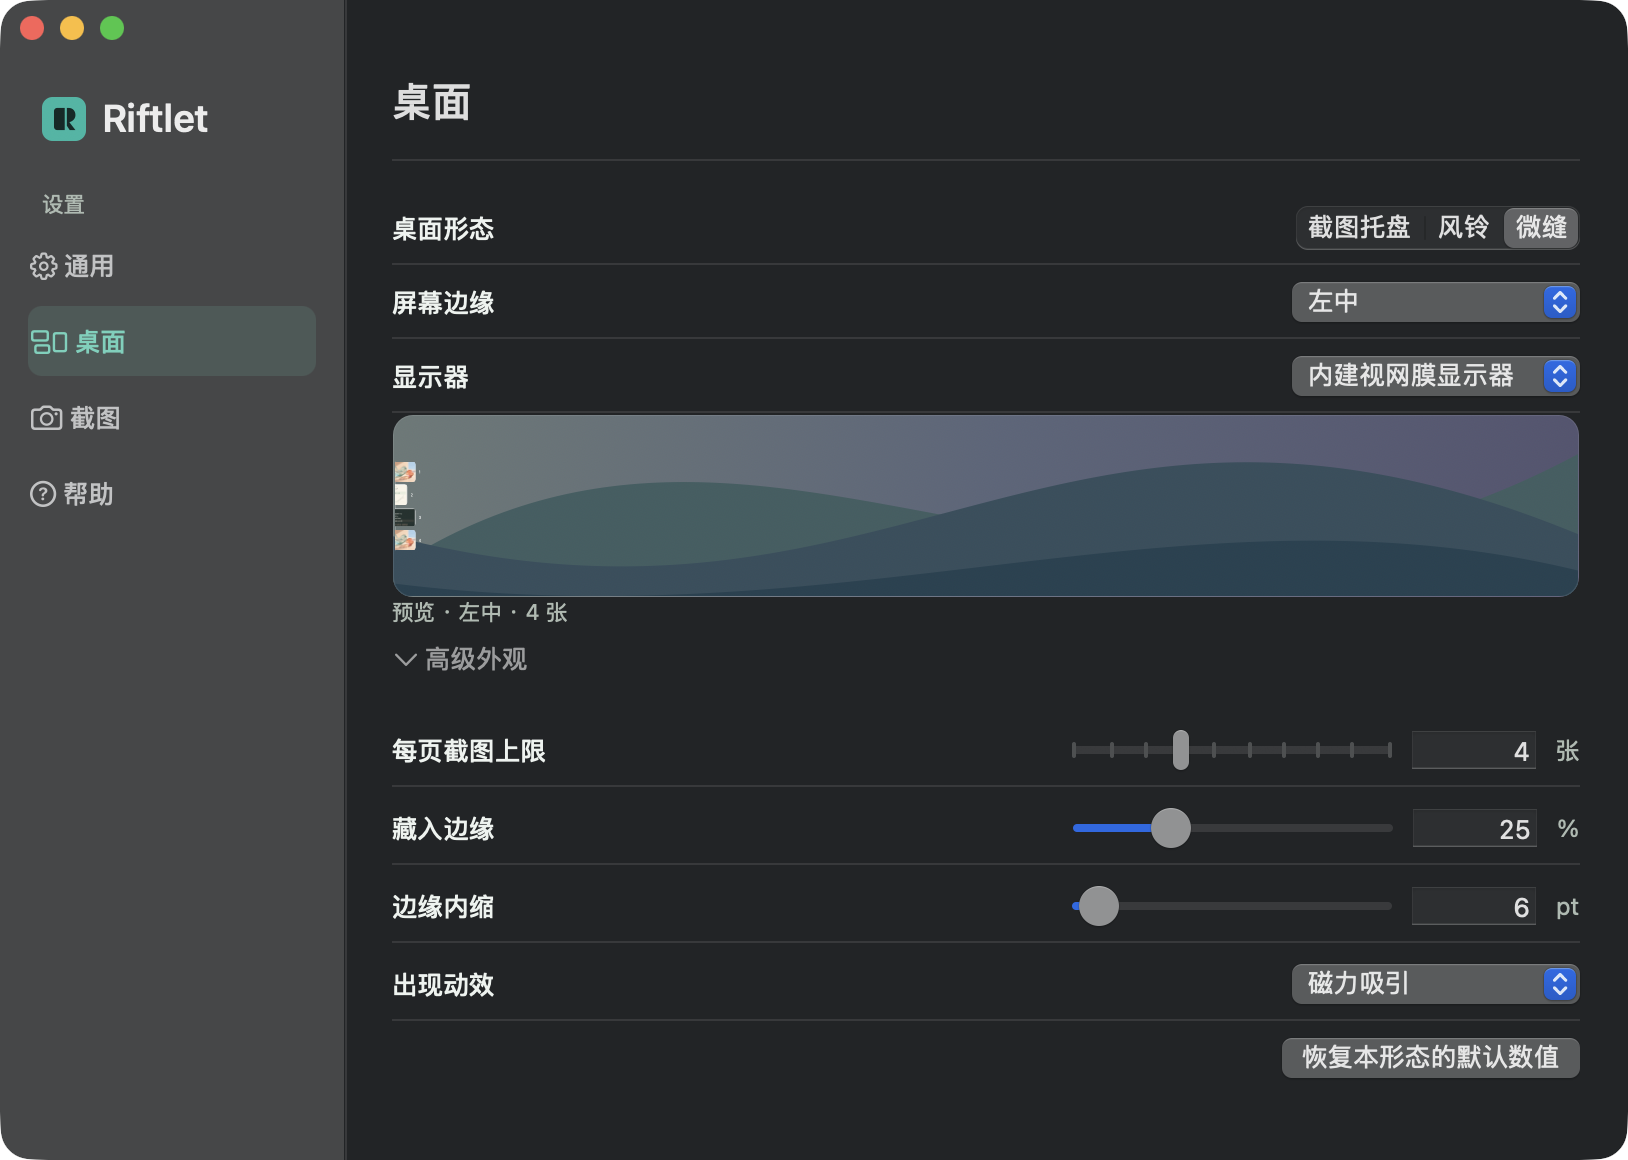 Riftlet
设置
通用
桌面
截图
帮助
桌面
桌面形态 截图托盘 风铃 微缝
屏幕边缘 左中
显示器 内建视网膜显示器
预览 · 左中 · 4 张
高级外观
每页截图上限 4 张
藏入边缘 25 %
边缘内缩 6 pt
出现动效 磁力吸引
恢复本形态的默认数值